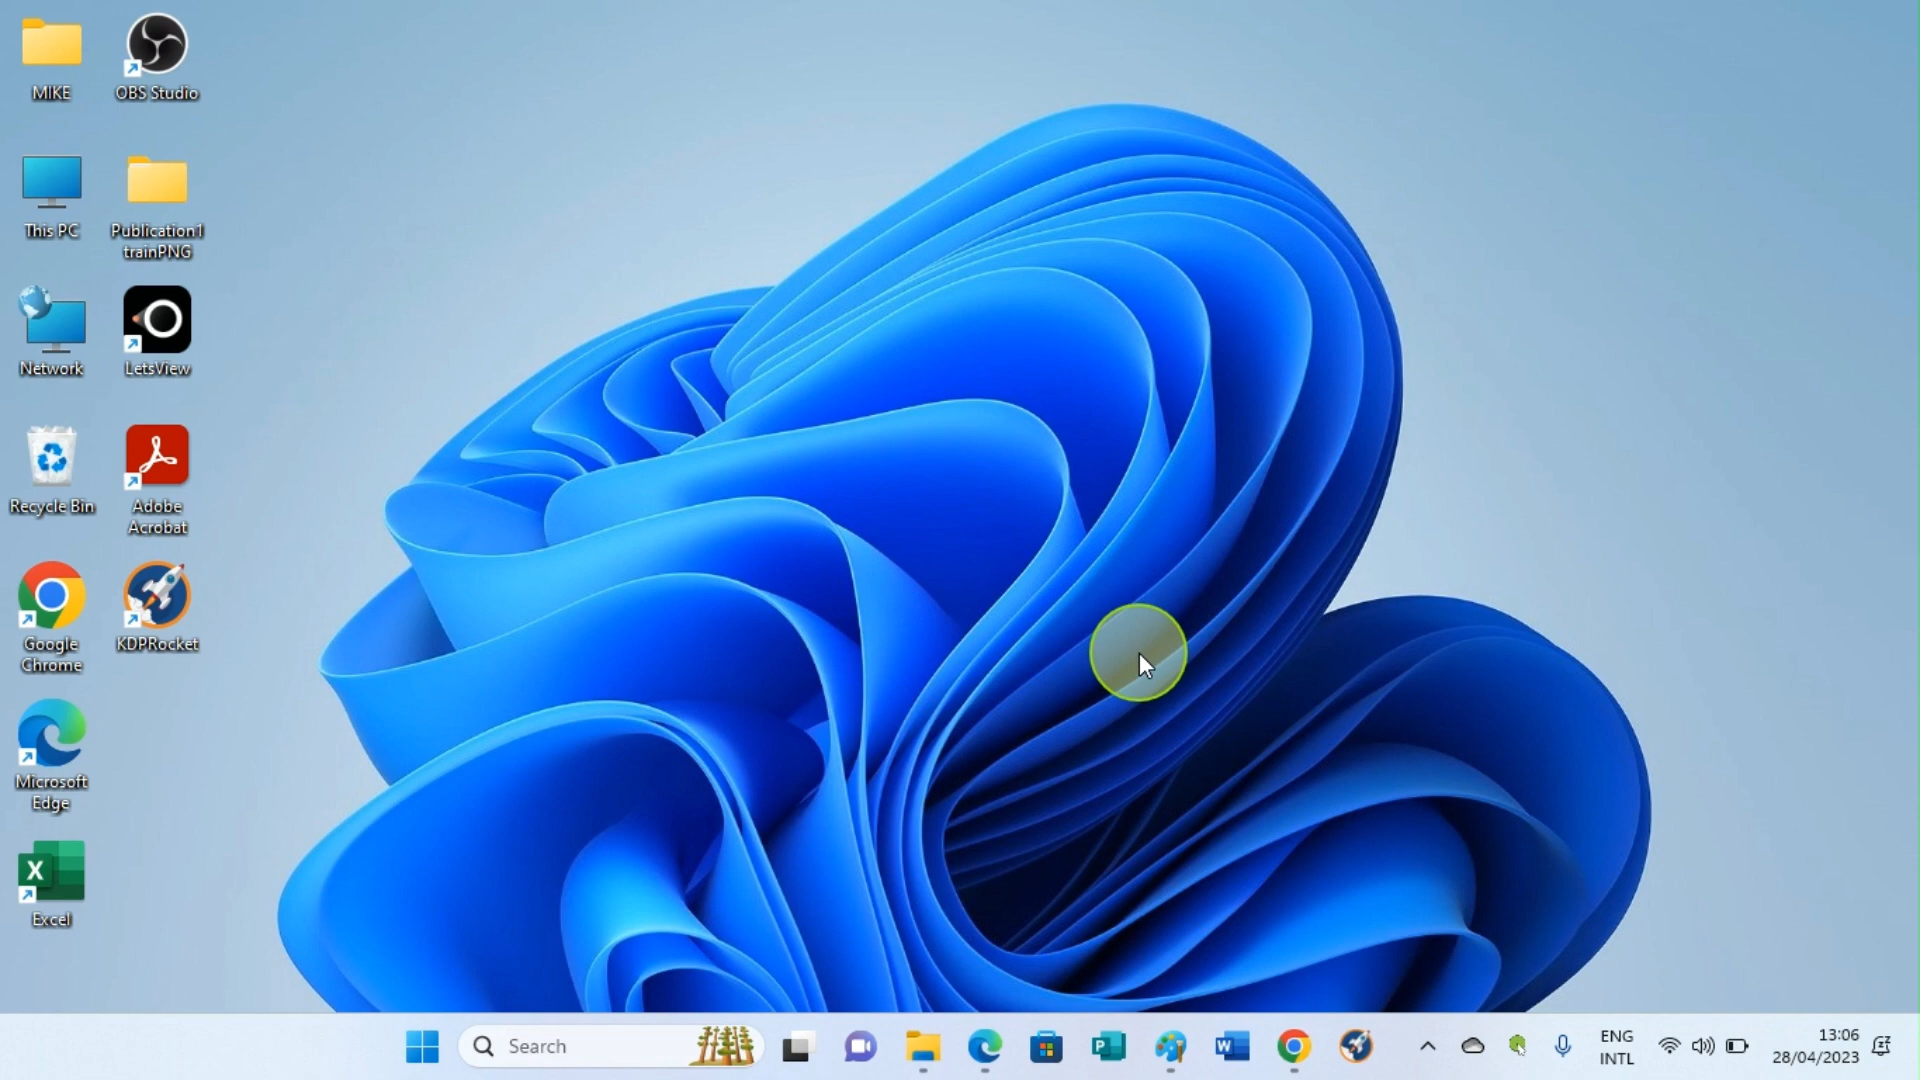 MIKE
OBS Studio
This PC
Publication1
trainPNG
Network
LetsView
Recycle Bin
Adobe
Acrobat
Google
Chrome
KDPRocket
Microsoft
Edge
X
Excel
Search
P
W
ENG
INTL
13:06
28/04/2023